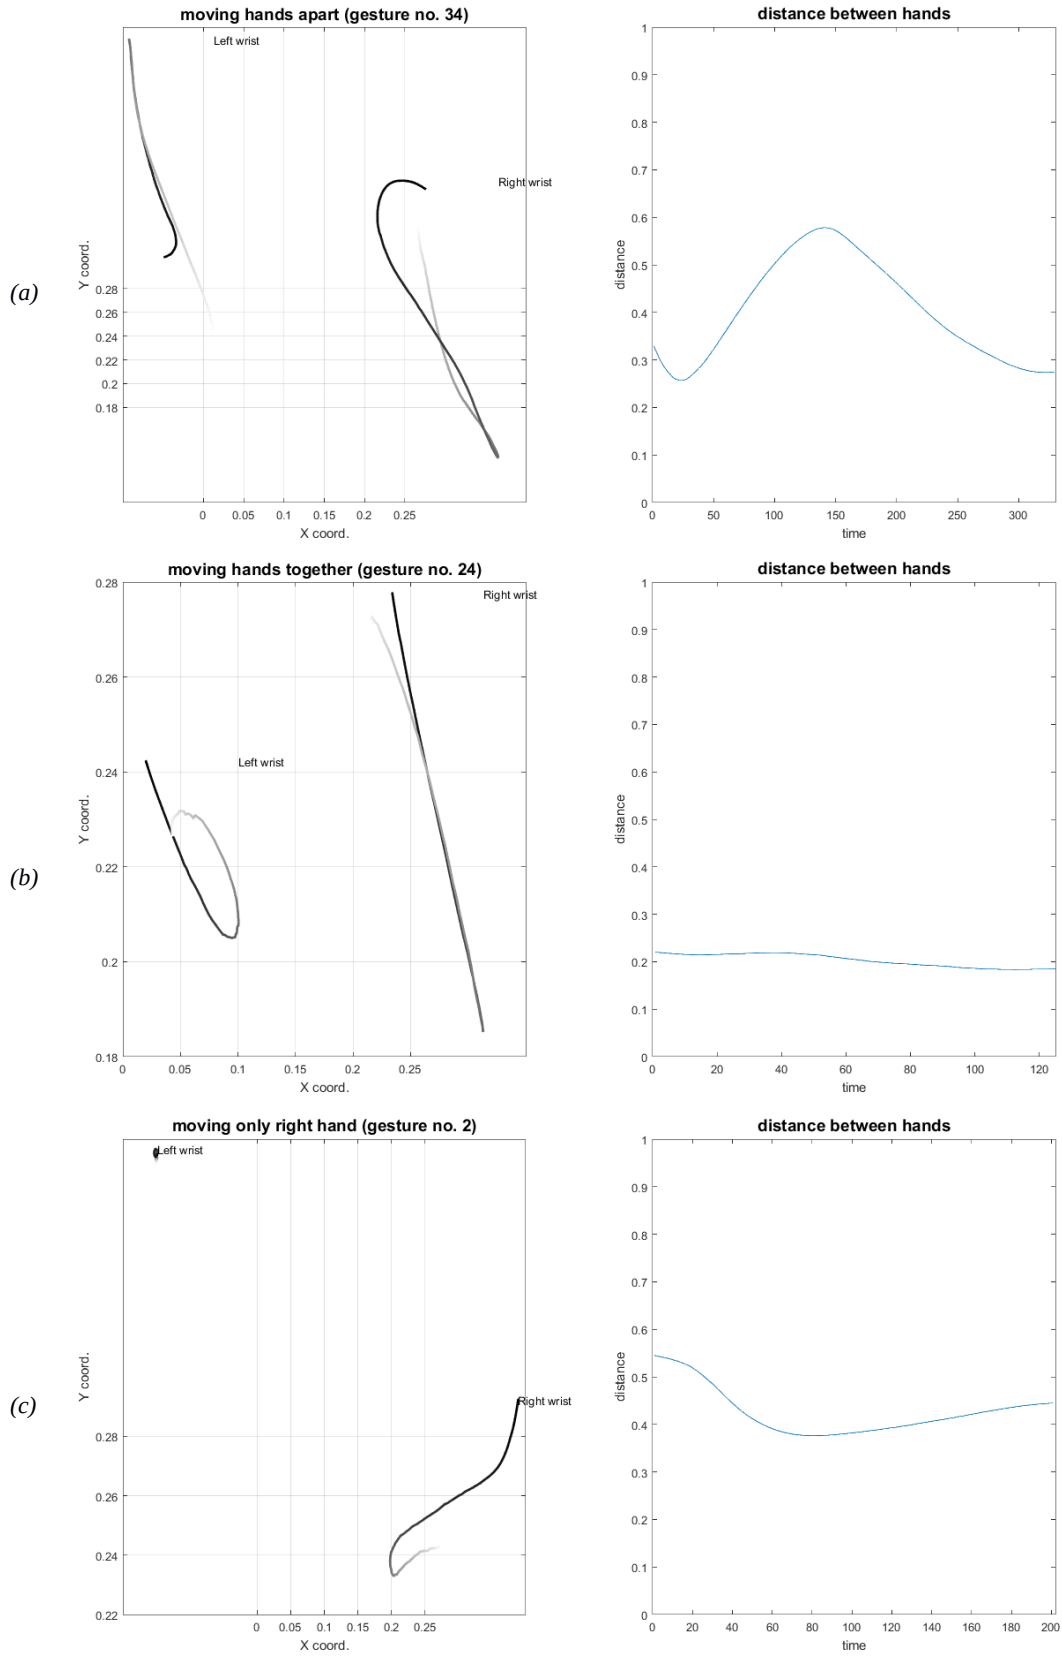 moving hands apart (gesture no. 34)
Left wrist
Right wrist
Y coord.
0.28
0.26
0.24
0.22
0.2
0.18
0 0.05 0.1 0.15 0.2 0.25
X coord.
(a)
distance between hands
distance
1
0.9
0.8
0.7
0.6
0.5
0.4
0.3
0.2
0.1
0
0 50 100 150 200 250 300
time
moving hands together (gesture no. 24)
Right wrist
Left wrist
Y coord.
0.28
0.26
0.24
0.22
0.2
0.18
0 0.05 0.1 0.15 0.2 0.25
X coord.
(b)
distance between hands
distance
1
0.9
0.8
0.7
0.6
0.5
0.4
0.3
0.2
0.1
0
0 20 40 60 80 100 120
time
moving only right hand (gesture no. 2)
Left wrist
Right wrist
Y coord.
0.28
0.26
0.24
0.22
0 0.05 0.1 0.15 0.2 0.25
X coord.
(c)
distance between hands
distance
1
0.9
0.8
0.7
0.6
0.5
0.4
0.3
0.2
0.1
0
0 20 40 60 80 100 120 140 160 180 200
time